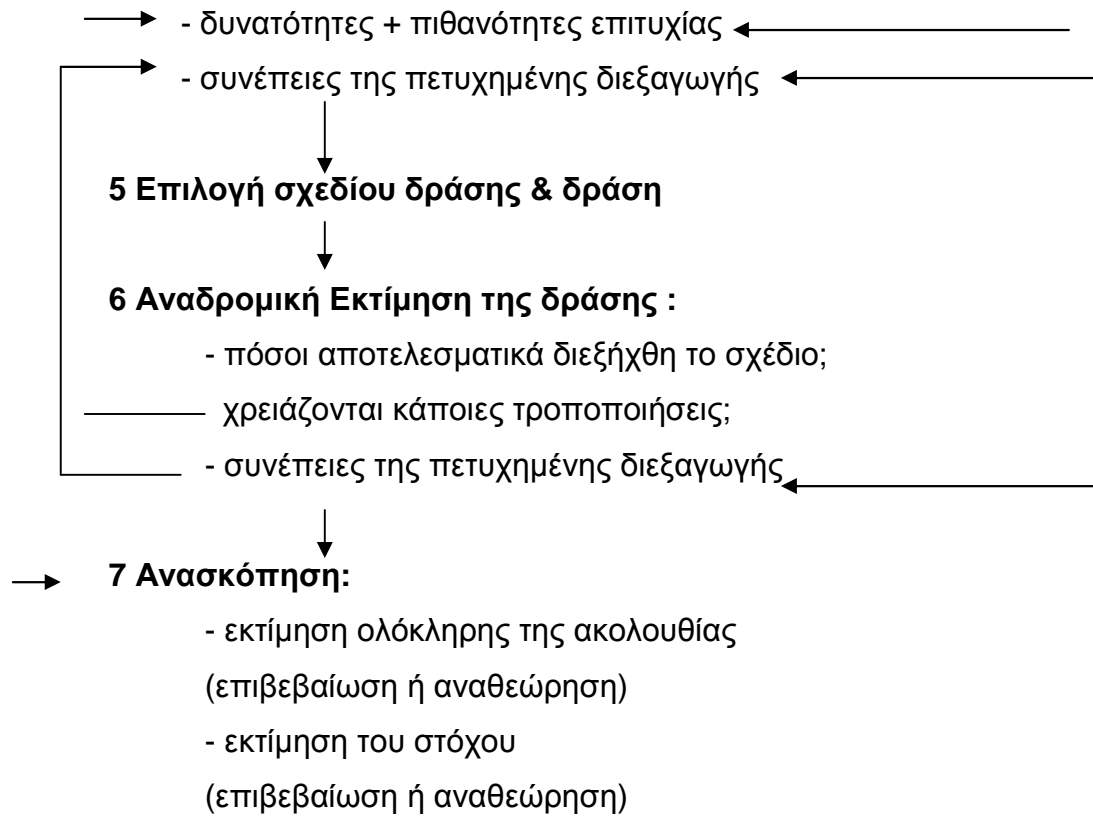 - δυνατότητες + πιθανότητες επιτυχίας
- συνέπειες της πετυχημένης διεξαγωγής
5 Επιλογή σχεδίου δράσης & δράση
6 Αναδρομική Εκτίμηση της δράσης :
- πόσοι αποτελεσματικά διεξήχθη το σχέδιο;
χρειάζονται κάποιες τροποποιήσεις;
- συνέπειες της πετυχημένης διεξαγωγής
7 Ανασκόπηση:
- εκτίμηση ολόκληρης της ακολουθίας
(επιβεβαίωση ή αναθεώρηση)
- εκτίμηση του στόχου
(επιβεβαίωση ή αναθεώρηση)